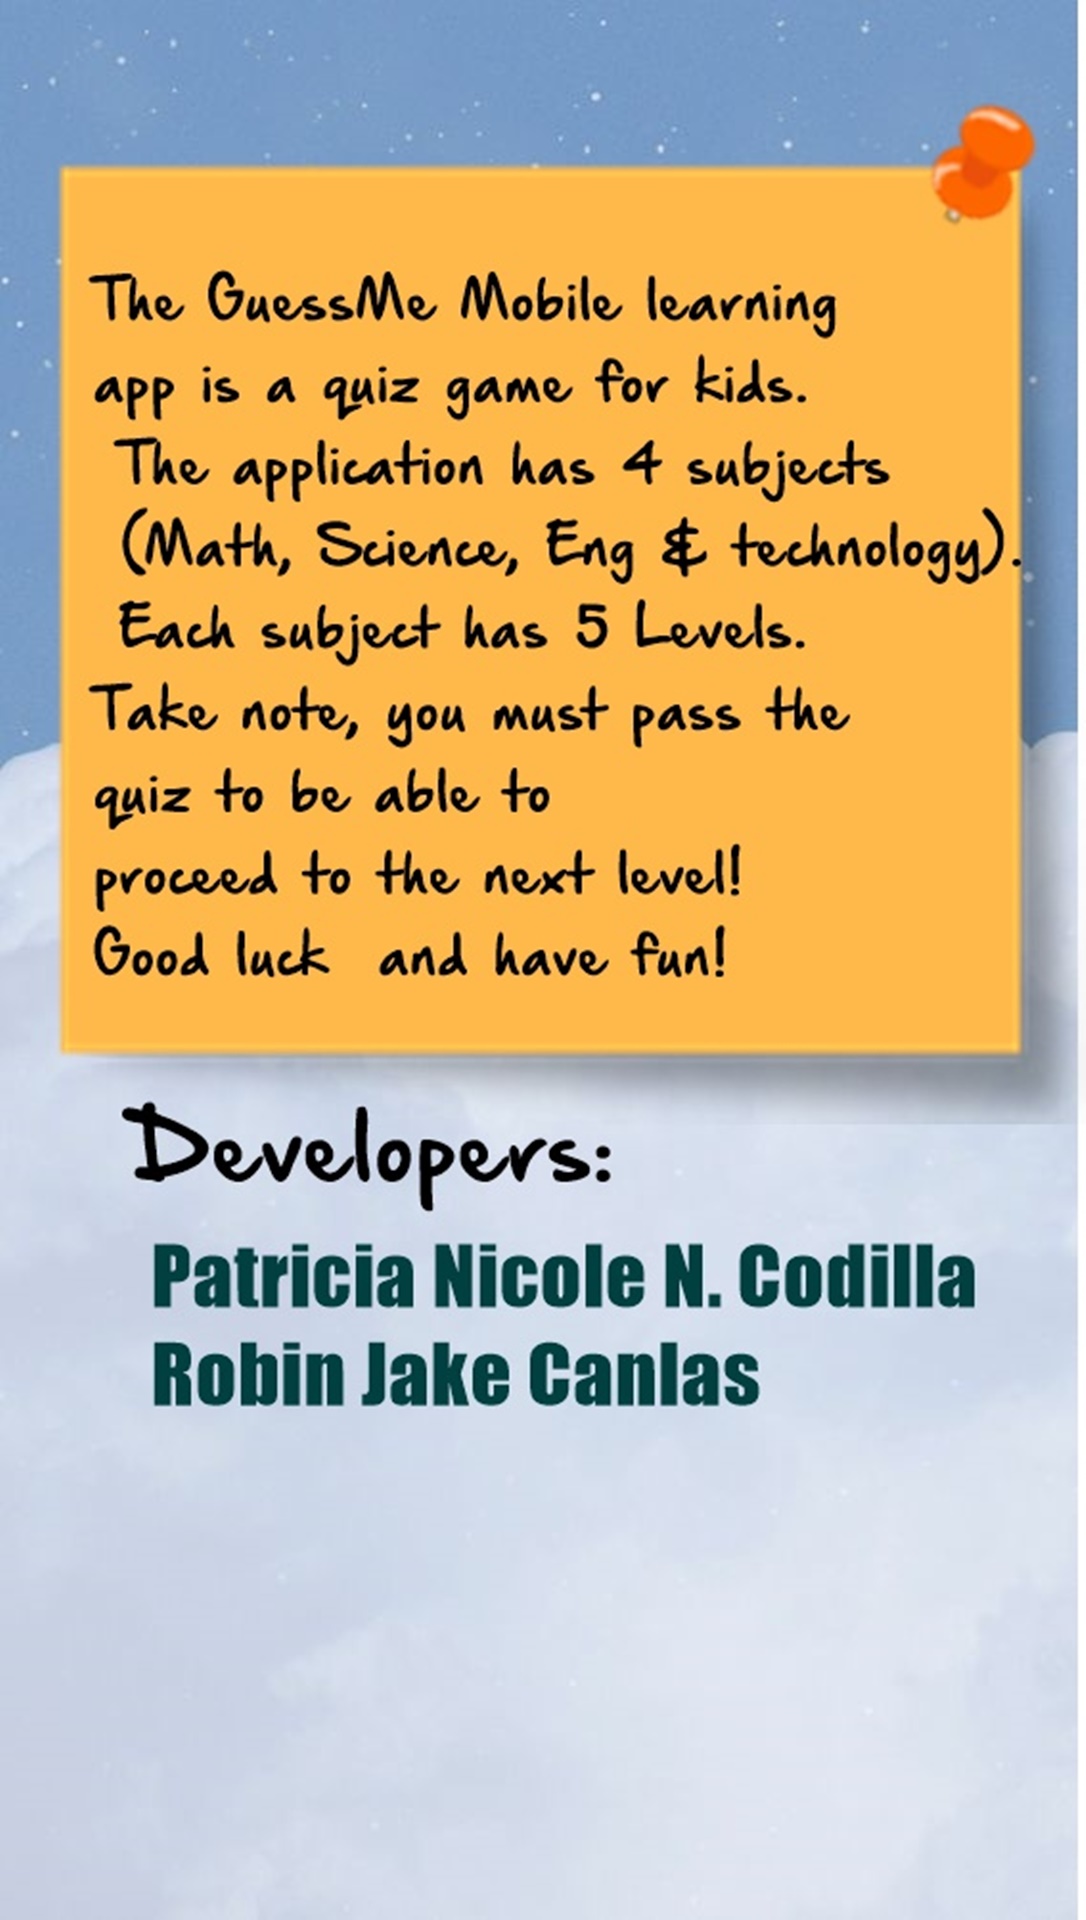 The GuessMe Mobile learning
app is a quiz game for kids.
The application has 4 subjects
(Math, Science, Eng & technology).
Each subject has 5 Levels.
Take note, you must pass the
quiz to be able to
proceed to the next level!
Good luck and have fun!
Developers:
Patricia Nicole N. Codilla
Robin Jake Canlas